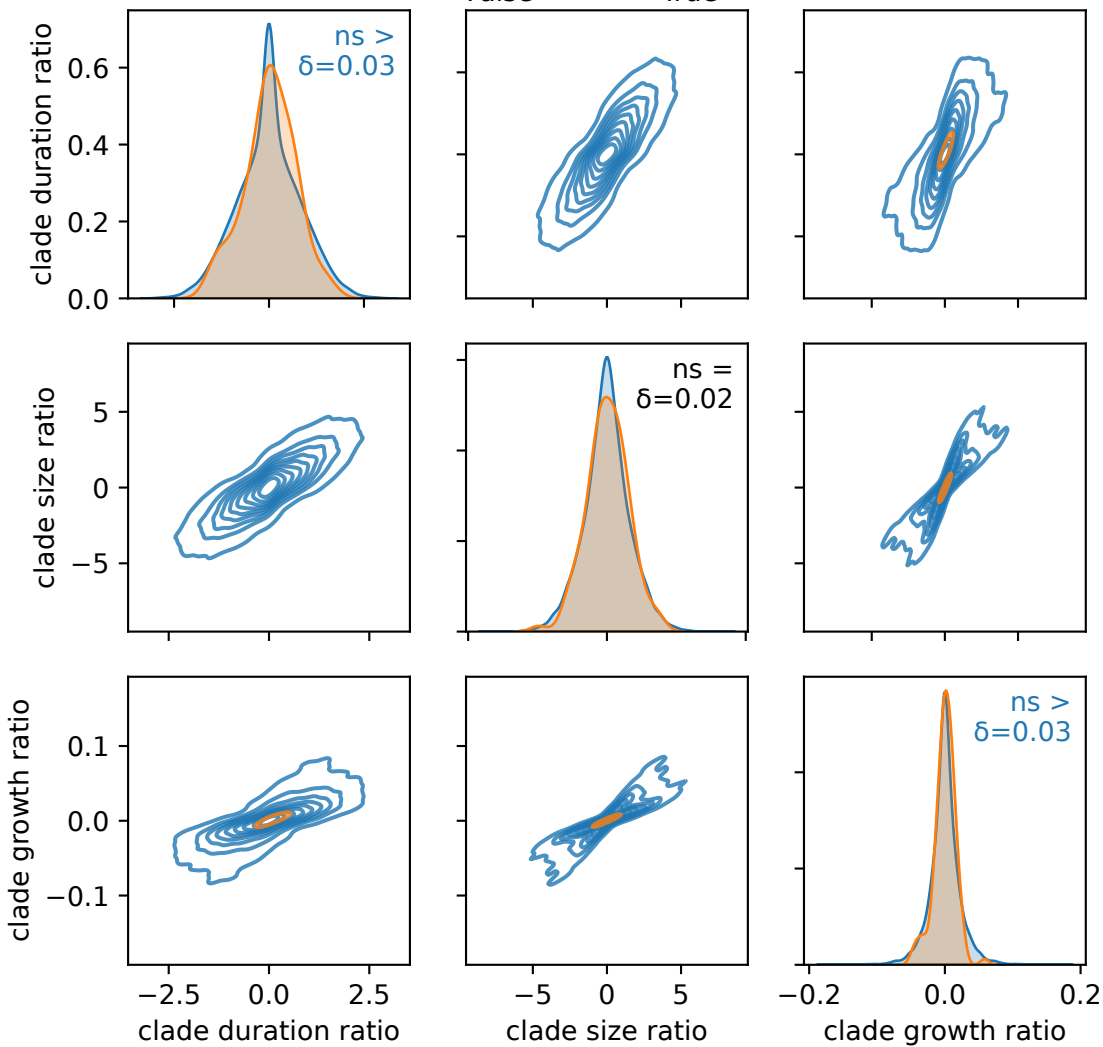 clade duration ratio
0.6
0.4
0.2
0.0
ns >
δ=0.03
clade size ratio
5
0
−5
−5
0
5
ns =
δ=0.02
clade growth ratio
0.1
0.0
−0.1
ns >
δ=0.03
−2.5
0.0
2.5
−5
0
5
−0.2
0.0
0.2
clade duration ratio
clade size ratio
clade growth ratio